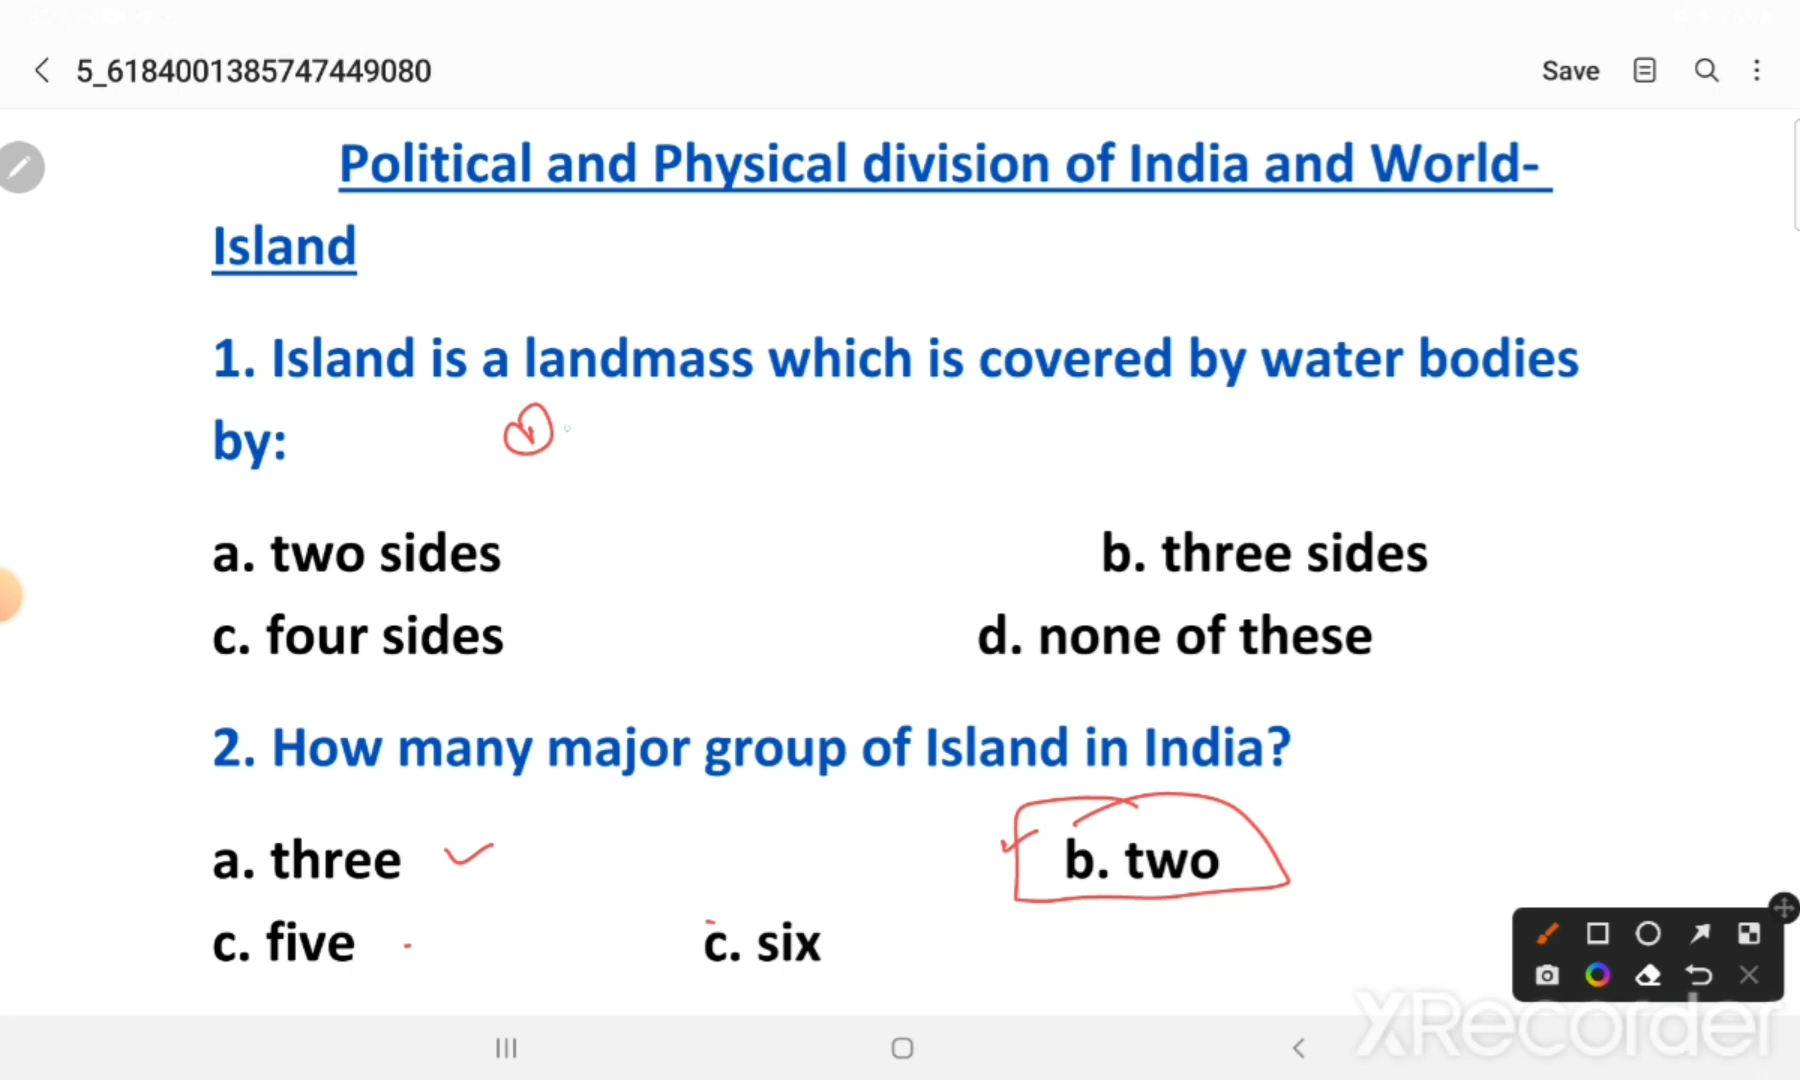 5_6184001385747449080
Save
Political and Physical division of India and World-
Island
1. Island is a landmass which is covered by water bodies
by:
a. two sides b. three sides
c. four sides d. none of these
2. How many major group of Island in India?
a. three b. two
c. five c. six
XRecorder